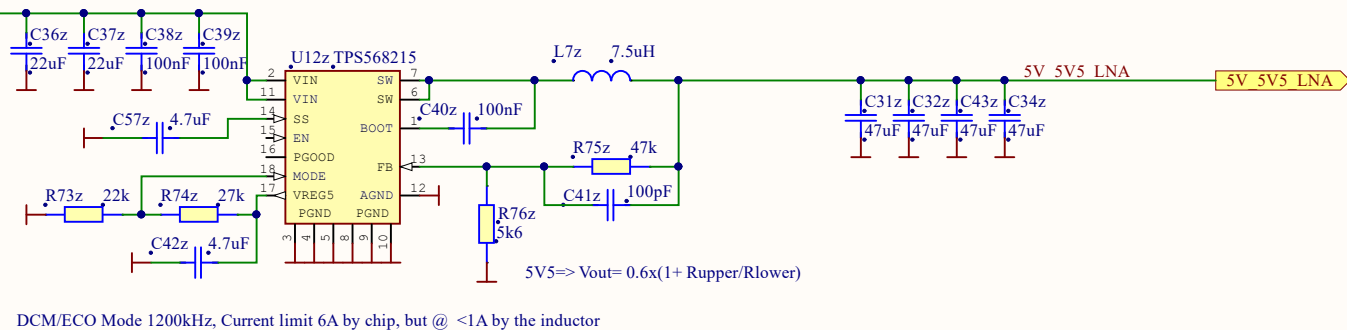 C36z C37z C38z C39z
22uF 22uF 100nF 100nF
U12z TPS568215
L7z 7.5uH
2 VIN SW 7
11 VIN SW 6
14 SS
15 EN BOOT 1
16 PGOOD
18 MODE FB 13
17 VREG5 AGND 12
PGND PGND
3 4 5 8 9 10
C57z 4.7uF
R73z 22k R74z 27k
C42z 4.7uF
C40z 100nF
R75z 47k
C41z 100pF
R76z
5k6
5V_5V5_LNA
5V_5V5_LNA
C31z C32z C43z C34z
47uF 47uF 47uF 47uF
5V5=> Vout= 0.6x(1+ Rupper/Rlower)
DCM/ECO Mode 1200kHz, Current limit 6A by chip, but @ <1A by the inductor